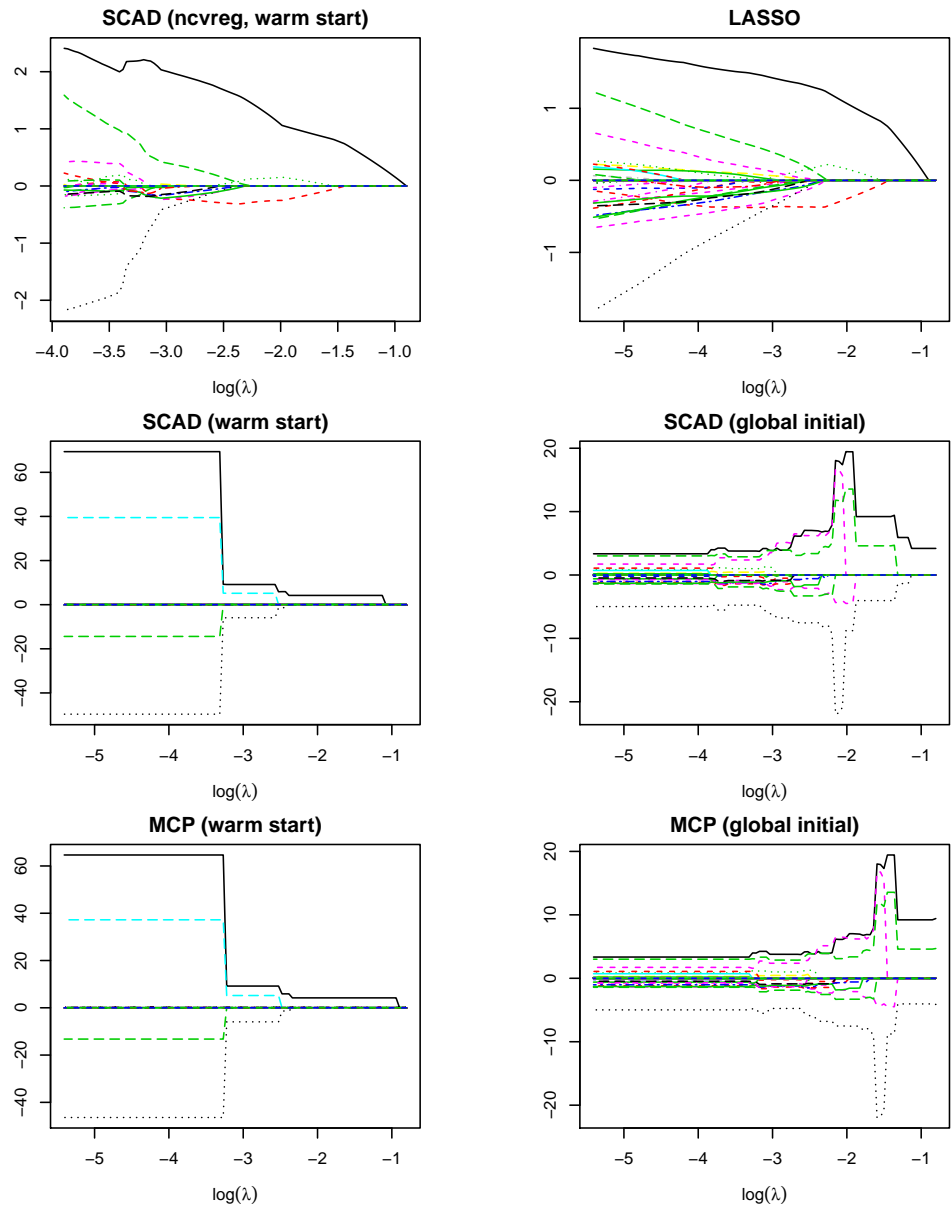 SCAD (ncvreg, warm start)
2
1
0
−1
−2
−4.0 −3.5 −3.0 −2.5 −2.0 −1.5 −1.0
log(λ)
LASSO
1
0
−1
−5 −4 −3 −2 −1
log(λ)
SCAD (warm start)
60
40
20
0
−20
−40
−5 −4 −3 −2 −1
log(λ)
SCAD (global initial)
20
10
0
−10
−20
−5 −4 −3 −2 −1
log(λ)
MCP (warm start)
60
40
20
0
−20
−40
−5 −4 −3 −2 −1
log(λ)
MCP (global initial)
20
10
0
−10
−20
−5 −4 −3 −2 −1
log(λ)